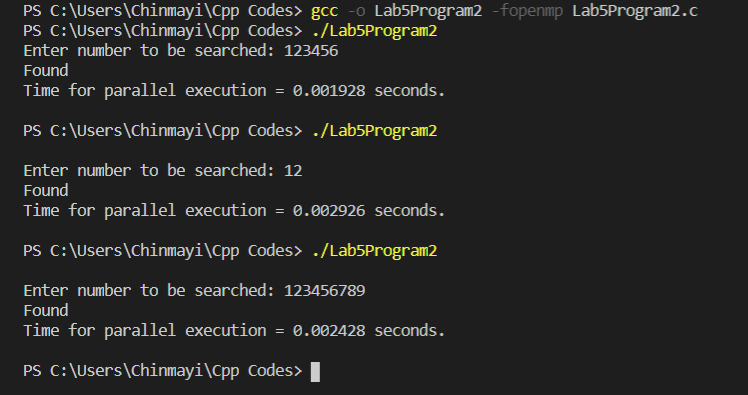 PS C:\Users\Chinmayi\Cpp Codes> gcc -o Lab5Program2 -fopenmp Lab5Program2.c
PS C:\Users\Chinmayi\Cpp Codes> ./Lab5Program2
Enter number to be searched: 123456
Found
Time for parallel execution = 0.001928 seconds.
PS C:\Users\Chinmayi\Cpp Codes> ./Lab5Program2
Enter number to be searched: 12
Found
Time for parallel execution = 0.002926 seconds.
PS C:\Users\Chinmayi\Cpp Codes> ./Lab5Program2
Enter number to be searched: 123456789
Found
Time for parallel execution = 0.002428 seconds.
PS C:\Users\Chinmayi\Cpp Codes>